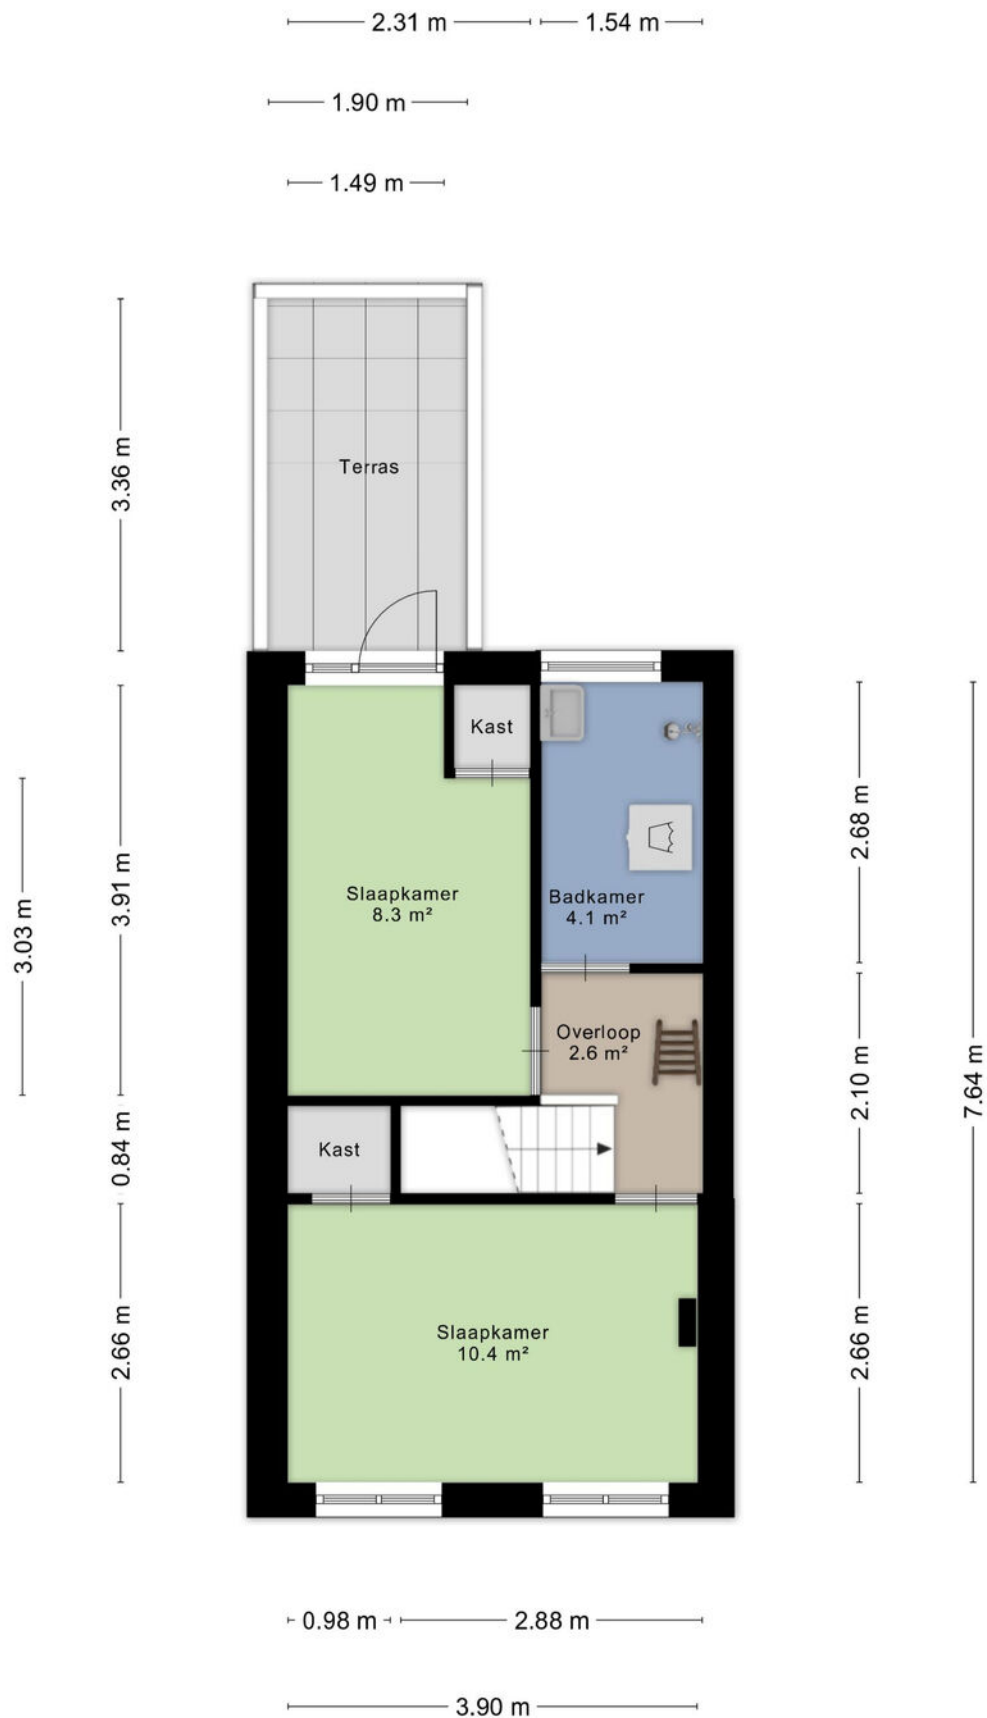 2.31 m
1.54 m
1.90 m
1.49 m
3.36 m
Terras
Kast
3.91 m
3.03 m
2.68 m
Slaapkamer
8.3 m²
Badkamer
4.1 m²
Overloop
2.6 m²
2.10 m
7.64 m
0.84 m
Kast
2.66 m
Slaapkamer
10.4 m²
2.66 m
0.98 m
2.88 m
3.90 m